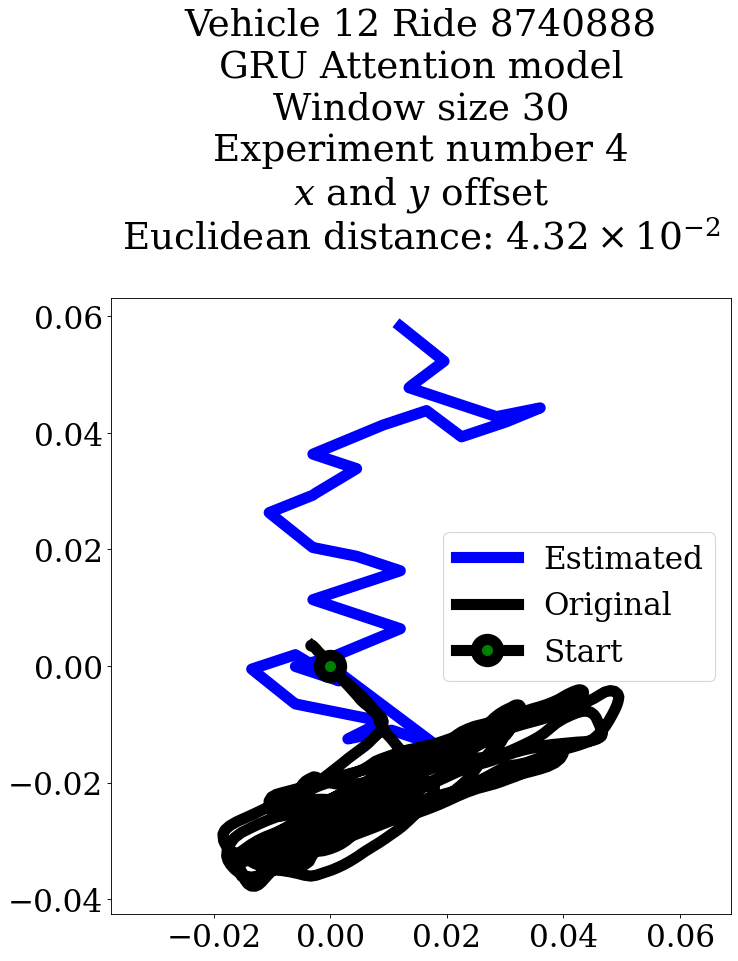 Vehicle 12 Ride 8740888
GRU Attention model
Window size 30
Experiment number 4
x and y offset
Euclidean distance: 4.32 × 10⁻²
0.06
0.04
0.02
0.00
−0.02
−0.04
Estimated
Original
Start
−0.02 0.00 0.02 0.04 0.06